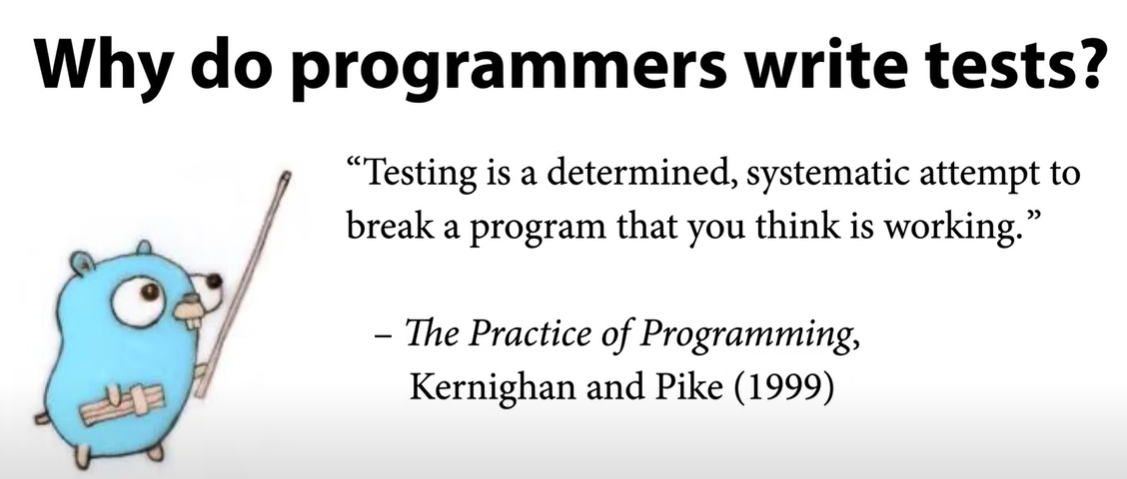 Why do programmers write tests?
“Testing is a determined, systematic attempt to
break a program that you think is working.”
– The Practice of Programming,
Kernighan and Pike (1999)